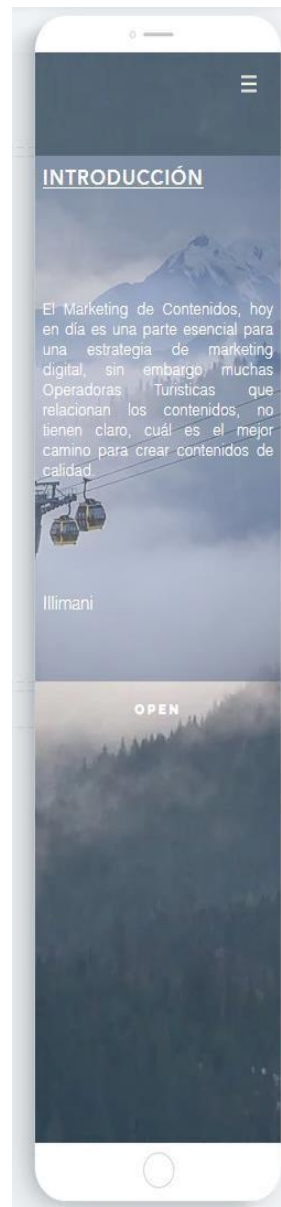 INTRODUCCIÓN
El Marketing de Contenidos, hoy
en día es una parte esencial para
una estrategia de marketing
digital, sin embargo muchas
Operadoras Turisticas que
relacionan los contenidos, no
tienen claro, cuál es el mejor
camino para crear contenidos de
calidad.
Illimani
OPEN